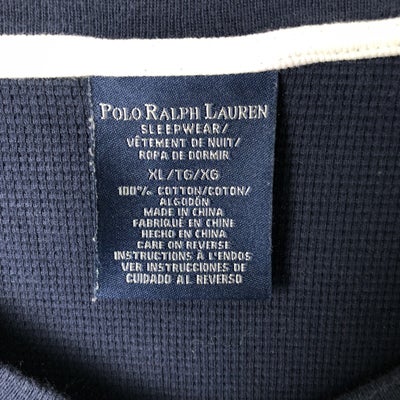 POLO RALPH LAUREN
SLEEPWEAR/
VÊTEMENT DE NUIT/
ROPA DE DORMIR
XL/TG/XG
100% COTTON/COTON/
ALGODÓN
MADE IN CHINA
FABRIQUÉ EN CHINE
HECHO EN CHINA
CARE ON REVERSE
INSTRUCTIONS À L'ENDOS
VER INSTRUCCIONES DE
CUIDADO AL REVERSO